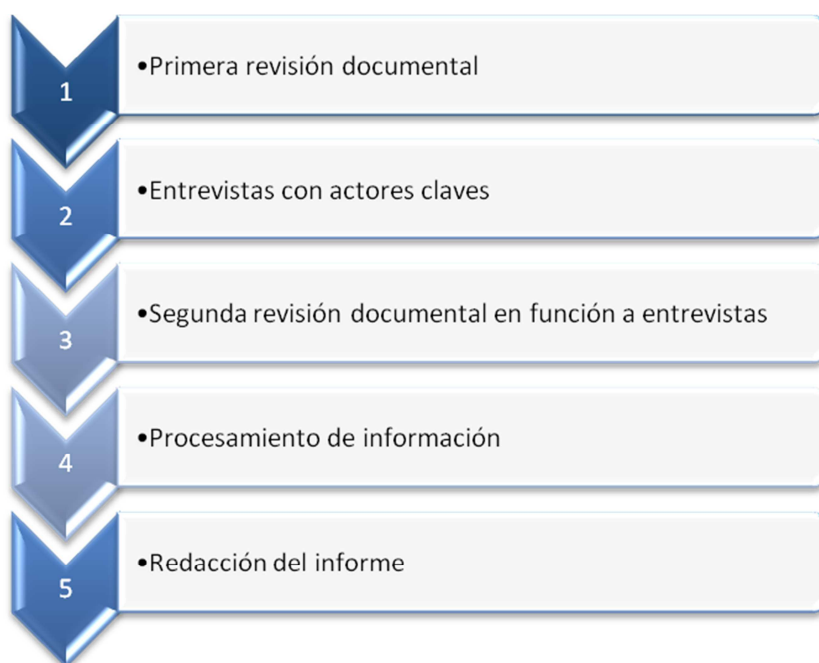 1
•Primera revisión documental
2
•Entrevistas con actores claves
3
•Segunda revisión documental en función a entrevistas
4
•Procesamiento de información
5
•Redacción del informe